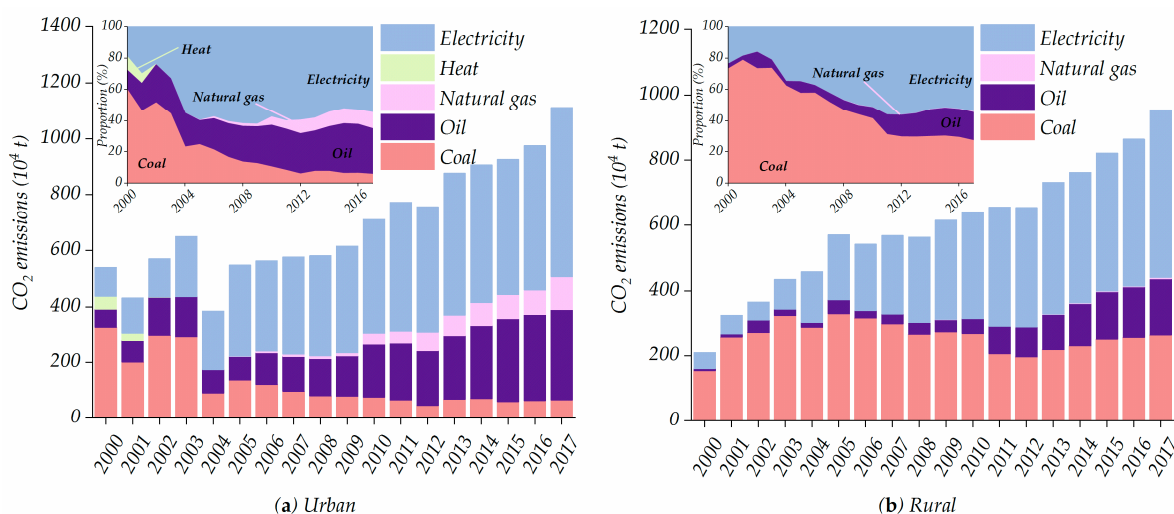 1400
1200
1000
800
600
400
200
0
CO2 emissions (10⁴ t)
100
80
60
40
20
0
Proportion (%)
Heat
Electricity
Natural gas
Oil
Coal
2000 2004 2008 2012 2016
Electricity
Heat
Natural gas
Oil
Coal
2000 2001 2002 2003 2004 2005 2006 2007 2008 2009 2010 2011 2012 2013 2014 2015 2016 2017
(a) Urban
1200
1000
800
600
400
200
0
CO2 emissions (10⁴ t)
100
80
60
40
20
0
Proportion (%)
Natural gas
Electricity
Oil
Coal
2000 2004 2008 2012 2016
Electricity
Natural gas
Oil
Coal
2000 2001 2002 2003 2004 2005 2006 2007 2008 2009 2010 2011 2012 2013 2014 2015 2016 2017
(b) Rural